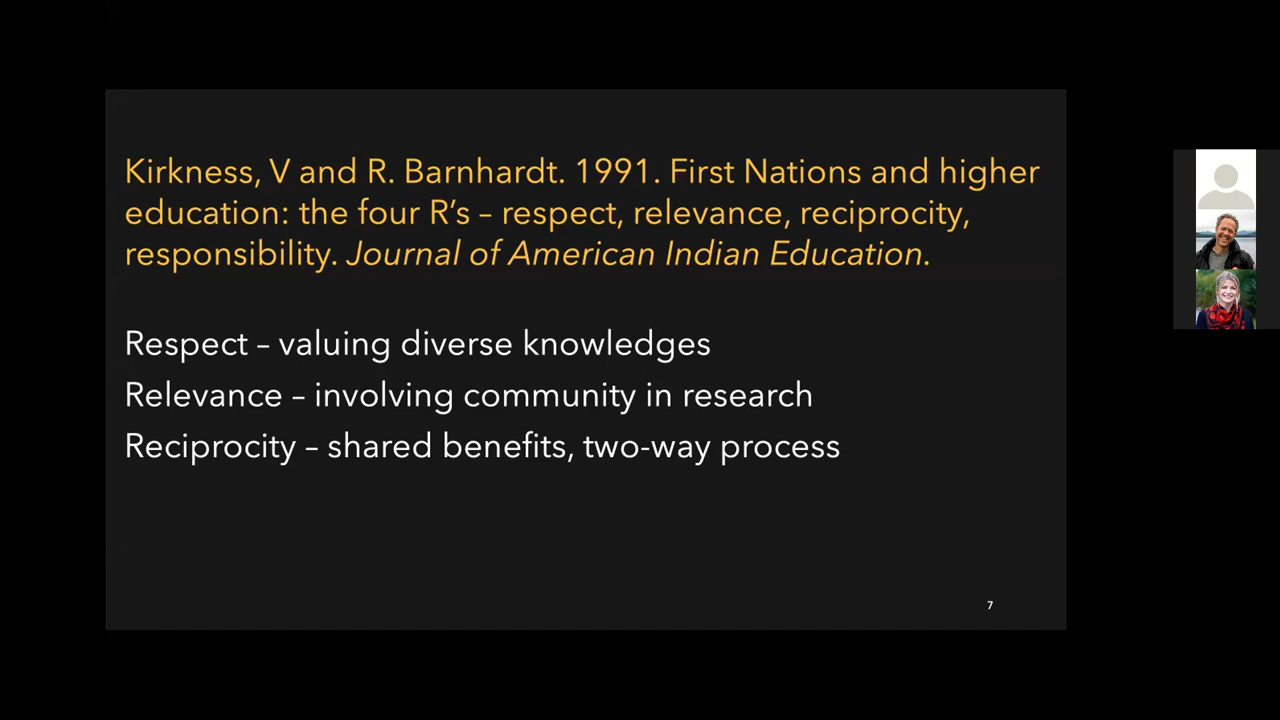 Kirkness, V and R. Barnhardt. 1991. First Nations and higher
education: the four R’s – respect, relevance, reciprocity,
responsibility. Journal of American Indian Education.
Respect – valuing diverse knowledges
Relevance – involving community in research
Reciprocity – shared benefits, two-way process
7